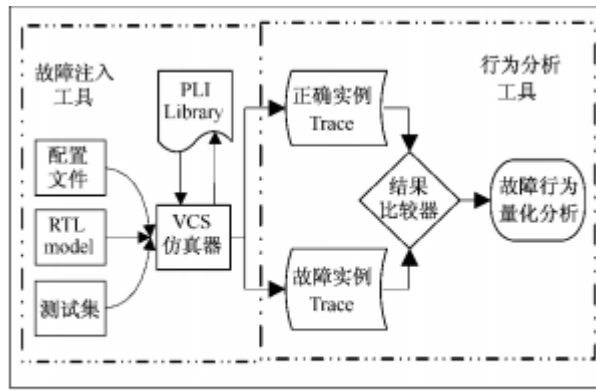 故障注入
工具
PLI
Library
配置
文件
RTL
model
测试集
VCS
仿真器
正确实例
Trace
故障实例
Trace
结果
比较器
行为分析
工具
故障行为
量化分析